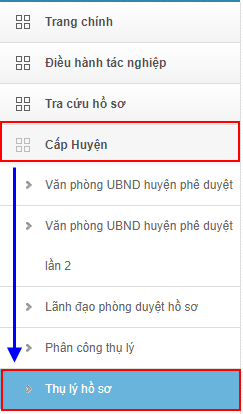 Trang chính
Điều hành tác nghiệp
Tra cứu hồ sơ
Cấp Huyện
Văn phòng UBND huyện phê duyệt
Văn phòng UBND huyện phê duyệt
lần 2
Lãnh đạo phòng duyệt hồ sơ
Phân công thụ lý
Thụ lý hồ sơ